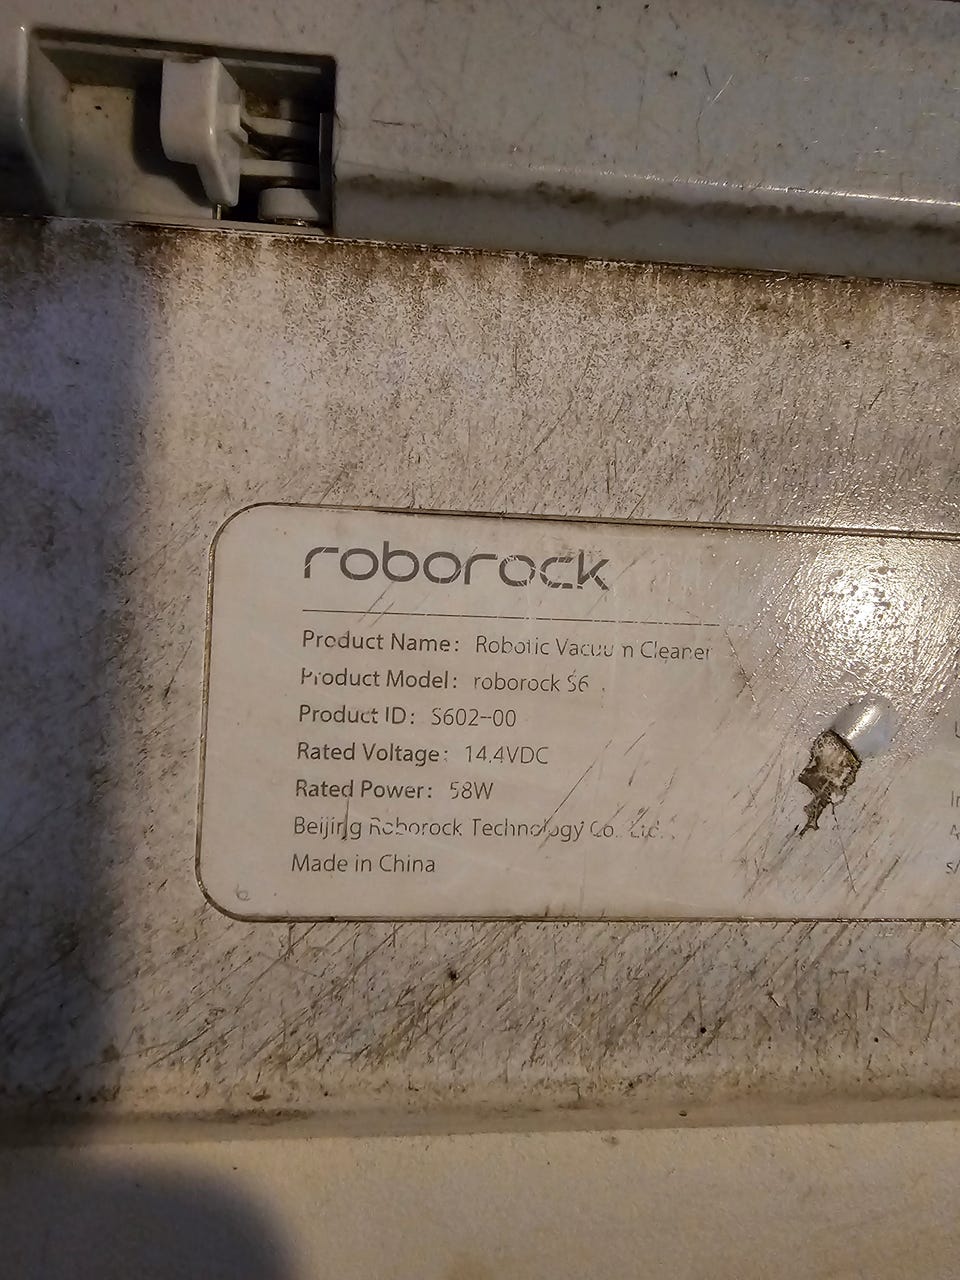 roborock
Product Name: Robotic Vacuum Cleaner
Product Model: roborock S6
Product ID: S602-00
Rated Voltage: 14.4VDC
Rated Power: 58W
Beijing Roborock Technology Co. Ltd.
Made in China